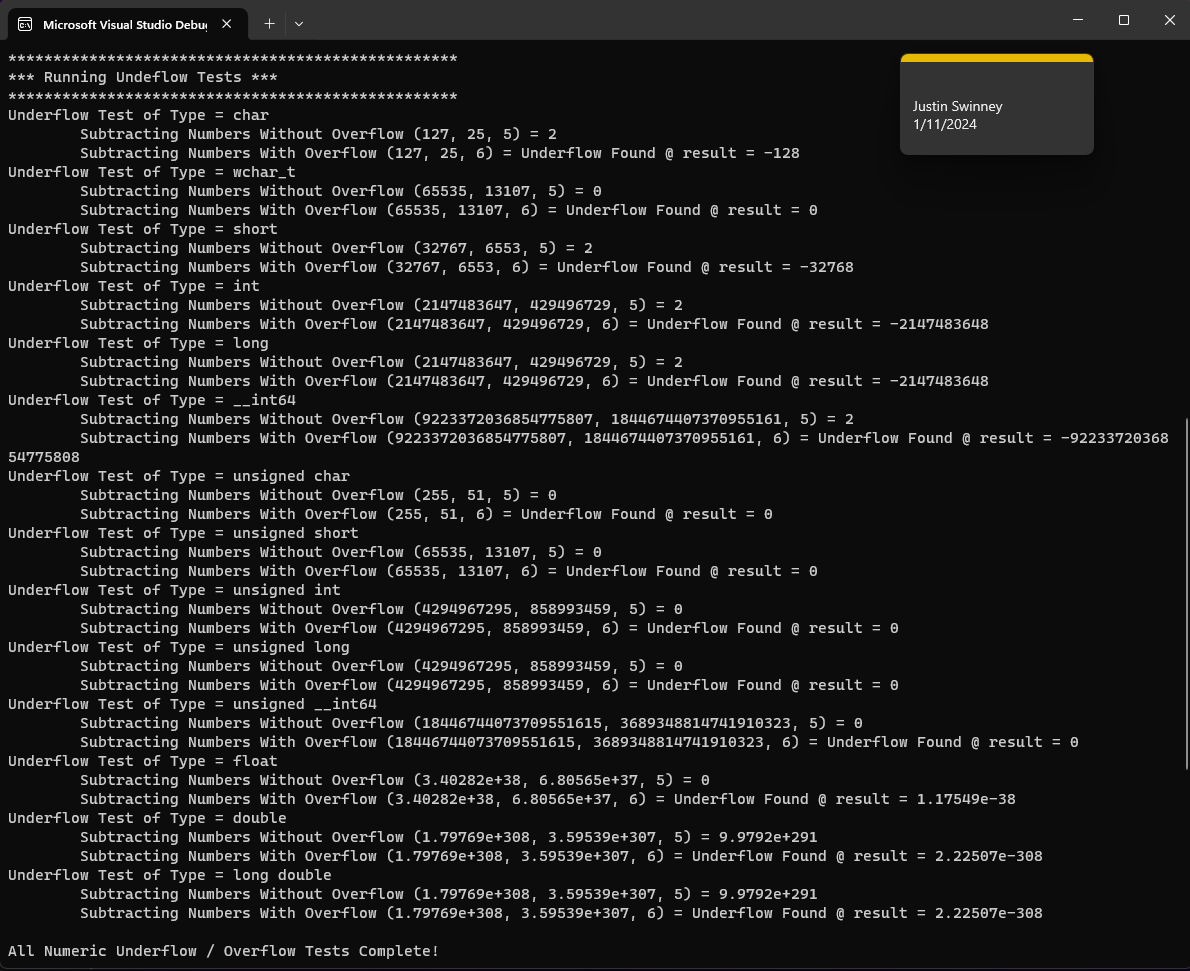 Microsoft Visual Studio Debug
**************************************************
*** Running Undeflow Tests ***
**************************************************
Underflow Test of Type = char
Subtracting Numbers Without Overflow (127, 25, 5) = 2
Subtracting Numbers With Overflow (127, 25, 6) = Underflow Found @ result = -128
Underflow Test of Type = wchar_t
Subtracting Numbers Without Overflow (65535, 13107, 5) = 0
Subtracting Numbers With Overflow (65535, 13107, 6) = Underflow Found @ result = 0
Underflow Test of Type = short
Subtracting Numbers Without Overflow (32767, 6553, 5) = 2
Subtracting Numbers With Overflow (32767, 6553, 6) = Underflow Found @ result = -32768
Underflow Test of Type = int
Subtracting Numbers Without Overflow (2147483647, 429496729, 5) = 2
Subtracting Numbers With Overflow (2147483647, 429496729, 6) = Underflow Found @ result = -2147483648
Underflow Test of Type = long
Subtracting Numbers Without Overflow (2147483647, 429496729, 5) = 2
Subtracting Numbers With Overflow (2147483647, 429496729, 6) = Underflow Found @ result = -2147483648
Underflow Test of Type = __int64
Subtracting Numbers Without Overflow (9223372036854775807, 1844674407370955161, 5) = 2
Subtracting Numbers With Overflow (9223372036854775807, 1844674407370955161, 6) = Underflow Found @ result = -92233720368
54775808
Underflow Test of Type = unsigned char
Subtracting Numbers Without Overflow (255, 51, 5) = 0
Subtracting Numbers With Overflow (255, 51, 6) = Underflow Found @ result = 0
Underflow Test of Type = unsigned short
Subtracting Numbers Without Overflow (65535, 13107, 5) = 0
Subtracting Numbers With Overflow (65535, 13107, 6) = Underflow Found @ result = 0
Underflow Test of Type = unsigned int
Subtracting Numbers Without Overflow (4294967295, 858993459, 5) = 0
Subtracting Numbers With Overflow (4294967295, 858993459, 6) = Underflow Found @ result = 0
Underflow Test of Type = unsigned long
Subtracting Numbers Without Overflow (4294967295, 858993459, 5) = 0
Subtracting Numbers With Overflow (4294967295, 858993459, 6) = Underflow Found @ result = 0
Underflow Test of Type = unsigned __int64
Subtracting Numbers Without Overflow (18446744073709551615, 3689348814741910323, 5) = 0
Subtracting Numbers With Overflow (18446744073709551615, 3689348814741910323, 6) = Underflow Found @ result = 0
Underflow Test of Type = float
Subtracting Numbers Without Overflow (3.40282e+38, 6.80565e+37, 5) = 0
Subtracting Numbers With Overflow (3.40282e+38, 6.80565e+37, 6) = Underflow Found @ result = 1.17549e-38
Underflow Test of Type = double
Subtracting Numbers Without Overflow (1.79769e+308, 3.59539e+307, 5) = 9.9792e+291
Subtracting Numbers With Overflow (1.79769e+308, 3.59539e+307, 6) = Underflow Found @ result = 2.22507e-308
Underflow Test of Type = long double
Subtracting Numbers Without Overflow (1.79769e+308, 3.59539e+307, 5) = 9.9792e+291
Subtracting Numbers With Overflow (1.79769e+308, 3.59539e+307, 6) = Underflow Found @ result = 2.22507e-308
All Numeric Underflow / Overflow Tests Complete!
Justin Swinney
1/11/2024